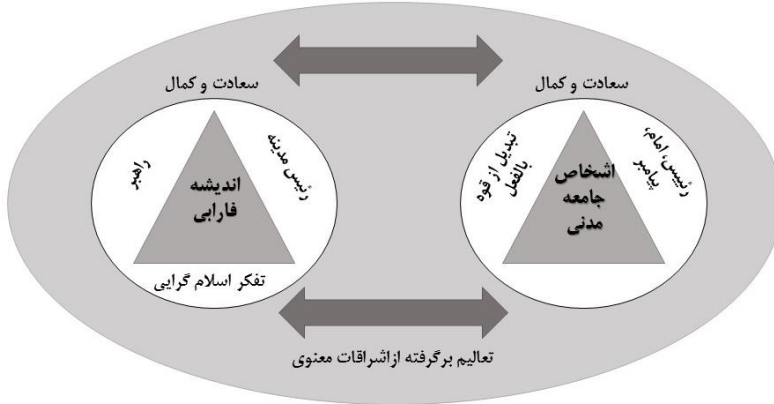 سعادت و کمال
رئیس، امام،
پیامبر
تبدیل از قوه
بالفعل
اشخاص
جامعه
مدنی
سعادت و کمال
رئیس مدینه
راهبر
اندیشه
فارابی
تفکر اسلام گرایی
تعالیم برگرفته ازاشراقات معنوی